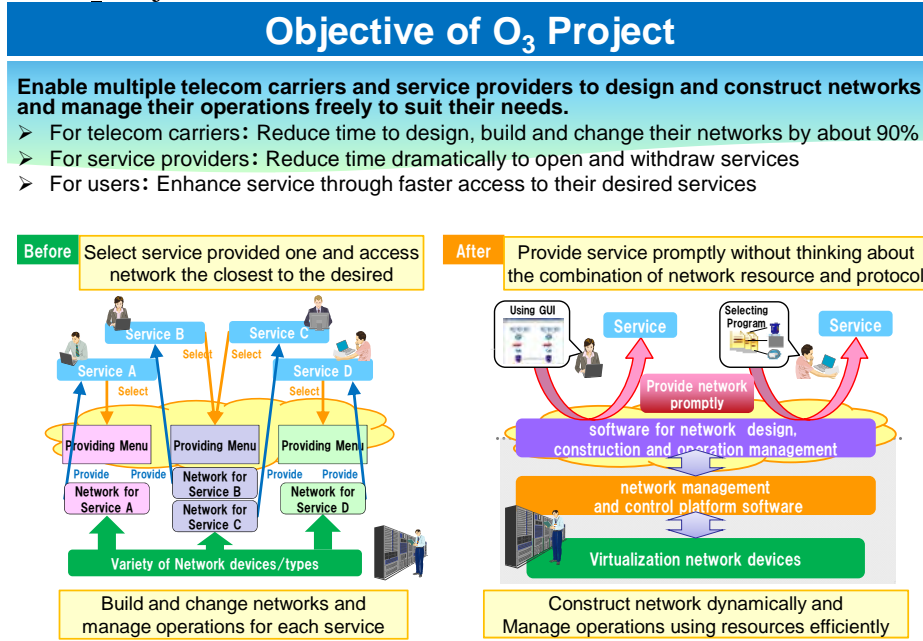 Objective of O₃ Project
Enable multiple telecom carriers and service providers to design and construct networks
and manage their operations freely to suit their needs.
➢ For telecom carriers: Reduce time to design, build and change their networks by about 90%
➢ For service providers: Reduce time dramatically to open and withdraw services
➢ For users: Enhance service through faster access to their desired services
Before
Select service provided one and access
network the closest to the desired
Service B
Service C
Select
Select
Service A
Service D
Select
Select
Providing Menu
Providing Menu
Providing Menu
Provide
Provide
Provide
Provide
Network for
Service A
Network for
Service B
Network for
Service C
Network for
Service D
Variety of Network devices/types
Build and change networks and
manage operations for each service
After
Provide service promptly without thinking about
the combination of network resource and protocol
Using GUI
Service
Selecting
Program
Service
Provide network
promptly
software for network design,
construction and operation management
network management
and control platform software
Virtualization network devices
Construct network dynamically and
Manage operations using resources efficiently